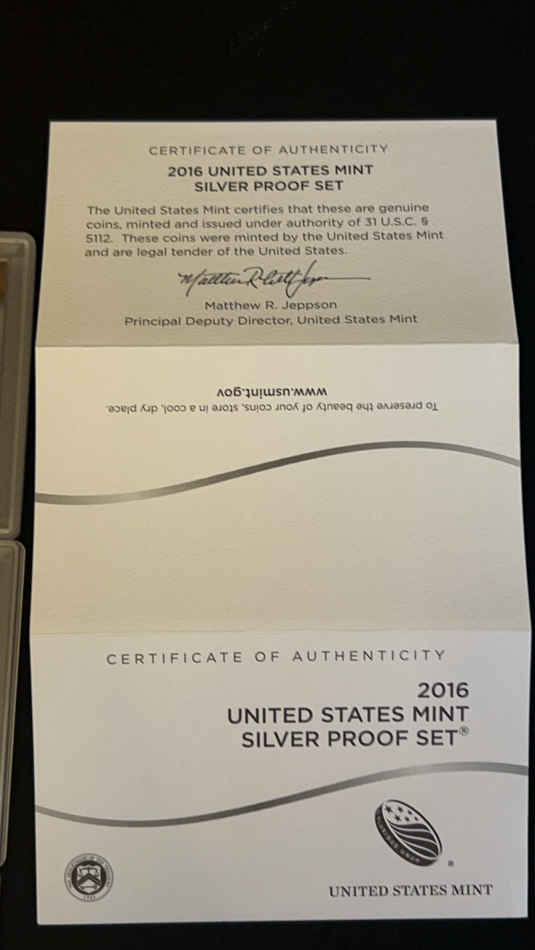 CERTIFICATE OF AUTHENTICITY
2016 UNITED STATES MINT
SILVER PROOF SET
The United States Mint certifies that these are genuine
coins, minted and issued under authority of 31 U.S.C. §
5112. These coins were minted by the United States Mint
and are legal tender of the United States.
Matthew R. Jeppson
Principal Deputy Director, United States Mint
To preserve the beauty of your coins, store in a cool, dry place.
www.usmint.gov
CERTIFICATE OF AUTHENTICITY
2016
UNITED STATES MINT
SILVER PROOF SET®
®
UNITED STATES MINT